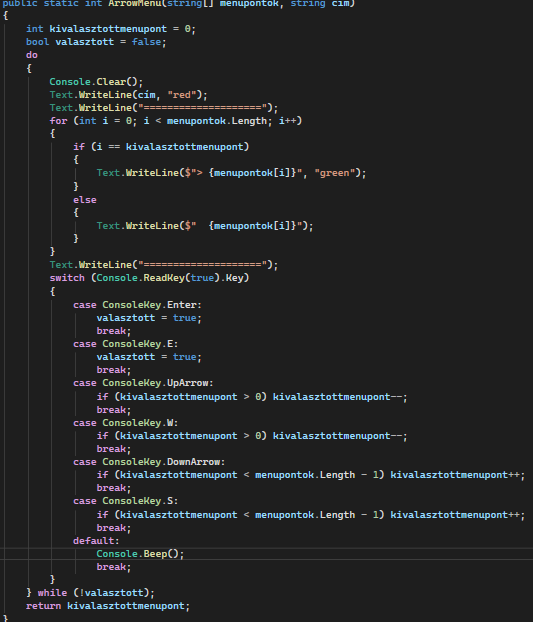 public static int ArrowMenu(string[] menupontok, string cim)
{
    int kivalasztottmenupont = 0;
    bool valasztott = false;
    do
    {
        Console.Clear();
        Text.WriteLine(cim, "red");
        Text.WriteLine("====================");
        for (int i = 0; i < menupontok.Length; i++)
        {
            if (i == kivalasztottmenupont)
            {
                Text.WriteLine($"> {menupontok[i]}", "green");
            }
            else
            {
                Text.WriteLine($"  {menupontok[i]}");
            }
        }
        Text.WriteLine("====================");
        switch (Console.ReadKey(true).Key)
        {
            case ConsoleKey.Enter:
                valasztott = true;
                break;
            case ConsoleKey.E:
                valasztott = true;
                break;
            case ConsoleKey.UpArrow:
                if (kivalasztottmenupont > 0) kivalasztottmenupont--;
                break;
            case ConsoleKey.W:
                if (kivalasztottmenupont > 0) kivalasztottmenupont--;
                break;
            case ConsoleKey.DownArrow:
                if (kivalasztottmenupont < menupontok.Length - 1) kivalasztottmenupont++;
                break;
            case ConsoleKey.S:
                if (kivalasztottmenupont < menupontok.Length - 1) kivalasztottmenupont++;
                break;
            default:
                Console.Beep();
                break;
        }
    } while (!valasztott);
    return kivalasztottmenupont;
}